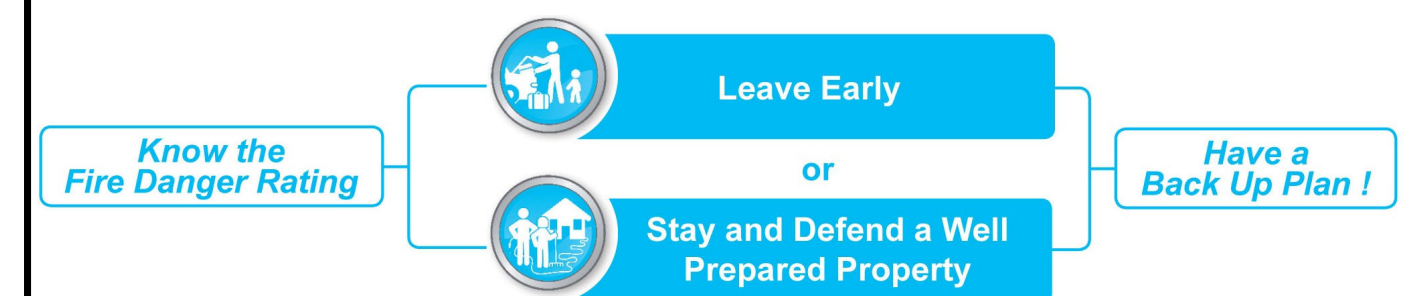 Know the
Fire Danger Rating
Leave Early
or
Stay and Defend a Well
Prepared Property
Have a
Back Up Plan !